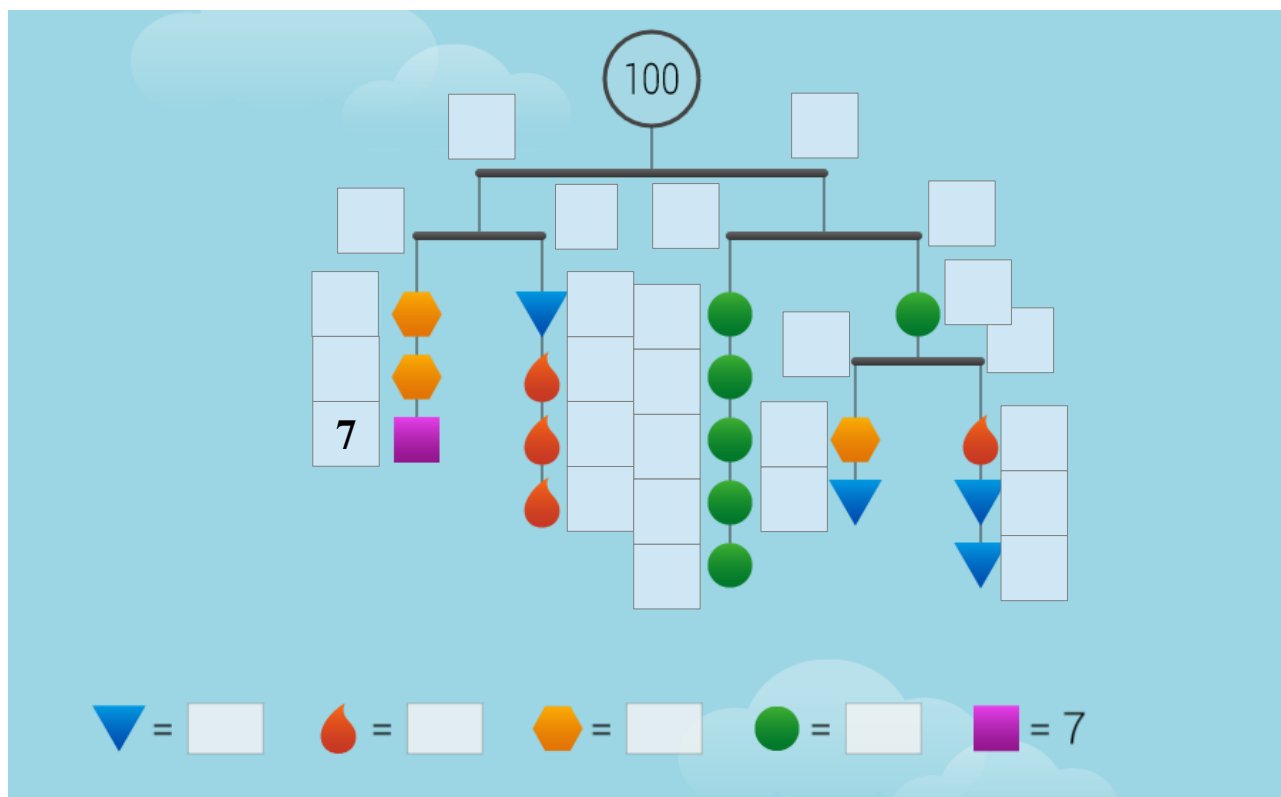 100
7
= = = = = 7